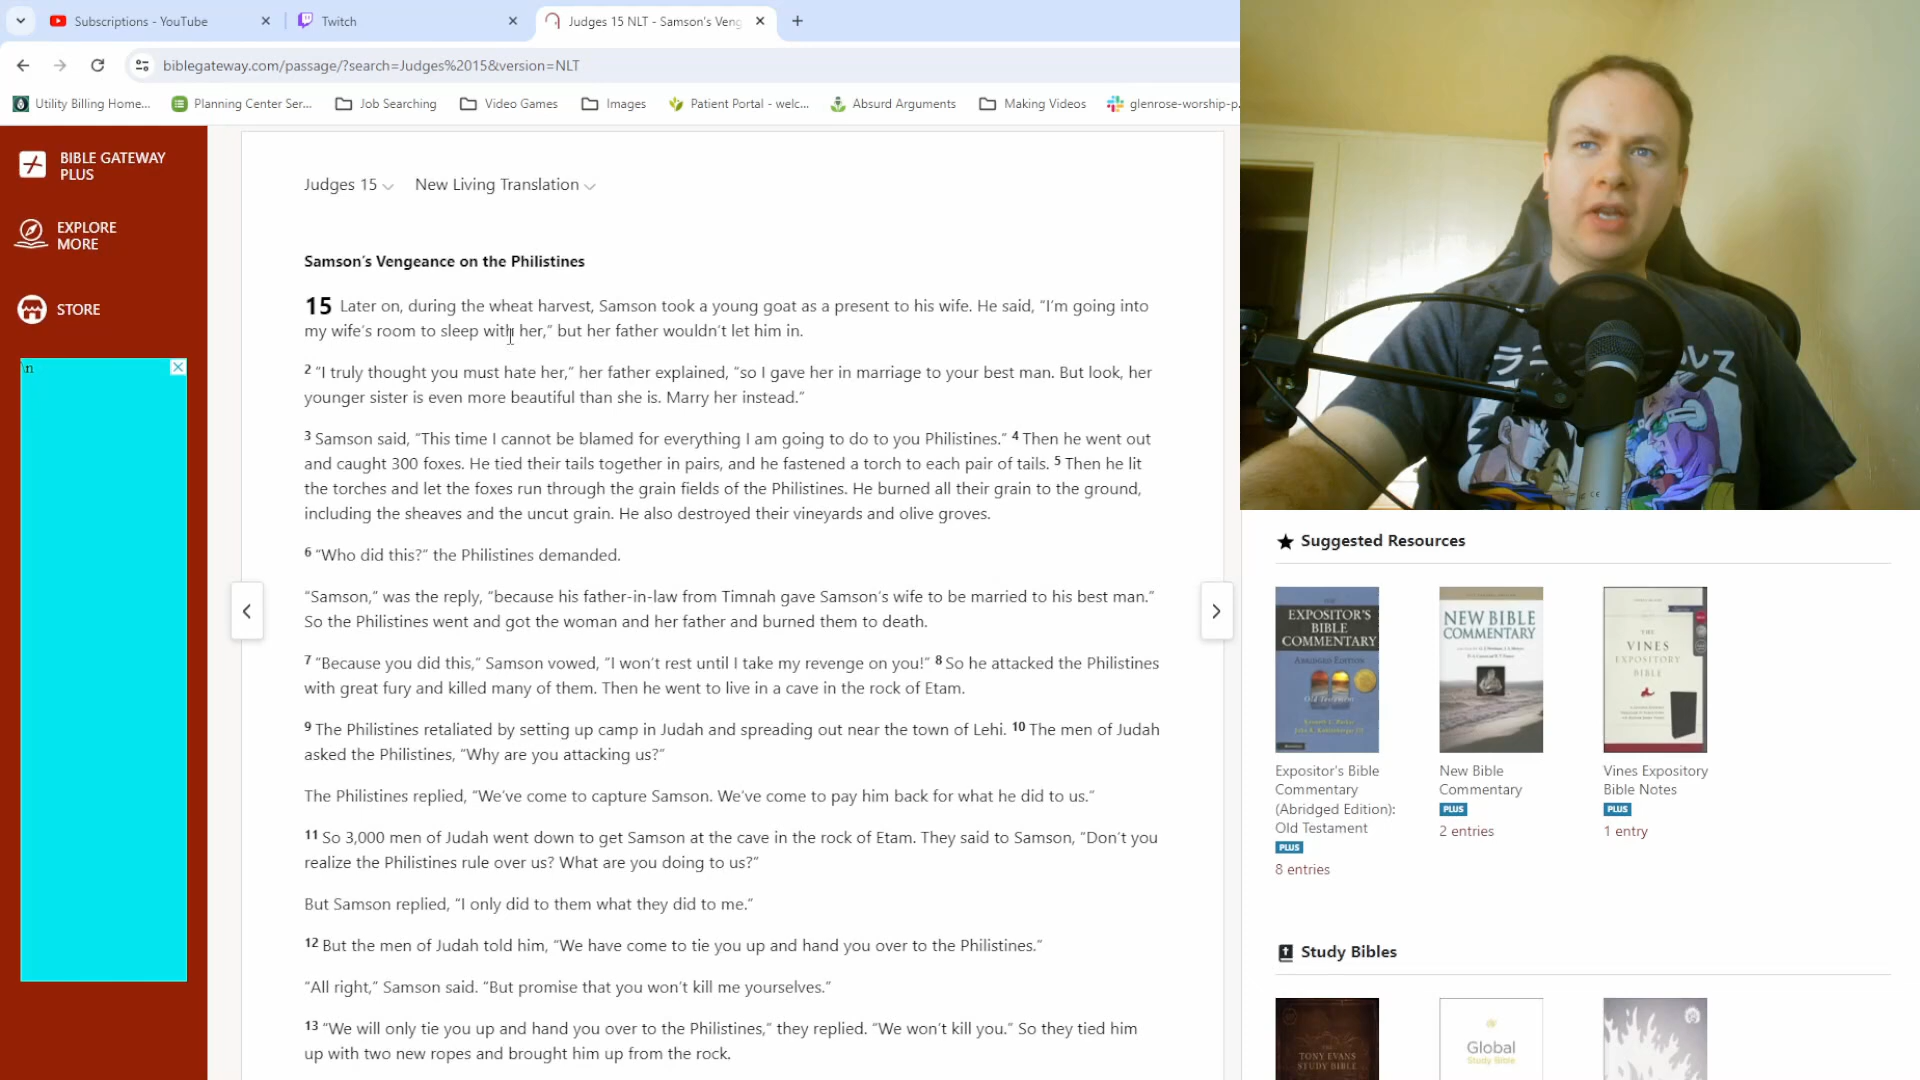 Subscriptions - YouTube
Twitch
Judges 15 NLT - Samson's Veng
biblegateway.com/passage/?search=Judges%2015&version=NLT
Utility Billing Home...
Planning Center Ser...
Job Searching
Video Games
Images
Patient Portal - welc...
Absurd Arguments
Making Videos
glenrose-worship-p...
BIBLE GATEWAY
PLUS
EXPLORE
MORE
STORE
\n
Judges 15
New Living Translation
Samson's Vengeance on the Philistines
15 Later on, during the wheat harvest, Samson took a young goat as a present to his wife. He said, “I'm going into
my wife's room to sleep with her,” but her father wouldn't let him in.
2 “I truly thought you must hate her,” her father explained, “so I gave her in marriage to your best man. But look, her
younger sister is even more beautiful than she is. Marry her instead.”
3 Samson said, “This time I cannot be blamed for everything I am going to do to you Philistines.” 4 Then he went out
and caught 300 foxes. He tied their tails together in pairs, and he fastened a torch to each pair of tails. 5 Then he lit
the torches and let the foxes run through the grain fields of the Philistines. He burned all their grain to the ground,
including the sheaves and the uncut grain. He also destroyed their vineyards and olive groves.
6 “Who did this?” the Philistines demanded.
“Samson,” was the reply, “because his father-in-law from Timnah gave Samson's wife to be married to his best man.”
So the Philistines went and got the woman and her father and burned them to death.
7 “Because you did this,” Samson vowed, “I won't rest until I take my revenge on you!” 8 So he attacked the Philistines
with great fury and killed many of them. Then he went to live in a cave in the rock of Etam.
9 The Philistines retaliated by setting up camp in Judah and spreading out near the town of Lehi. 10 The men of Judah
asked the Philistines, “Why are you attacking us?”
The Philistines replied, “We've come to capture Samson. We've come to pay him back for what he did to us.”
11 So 3,000 men of Judah went down to get Samson at the cave in the rock of Etam. They said to Samson, “Don't you
realize the Philistines rule over us? What are you doing to us?”
But Samson replied, “I only did to them what they did to me.”
12 But the men of Judah told him, “We have come to tie you up and hand you over to the Philistines.”
“All right,” Samson said. “But promise that you won't kill me yourselves.”
13 “We will only tie you up and hand you over to the Philistines,” they replied. “We won't kill you.” So they tied him
up with two new ropes and brought him up from the rock.
Suggested Resources
EXPOSITOR'S
BIBLE
COMMENTARY
ABRIDGED EDITION
Old Testament
NEW BIBLE
COMMENTARY
THE
VINES
EXPOSITORY
BIBLE
Expositor's Bible
Commentary
(Abridged Edition):
Old Testament
PLUS
8 entries
New Bible
Commentary
PLUS
2 entries
Vines Expository
Bible Notes
PLUS
1 entry
Study Bibles
THE
TONY EVANS
STUDY BIBLE
Global
Study Bible